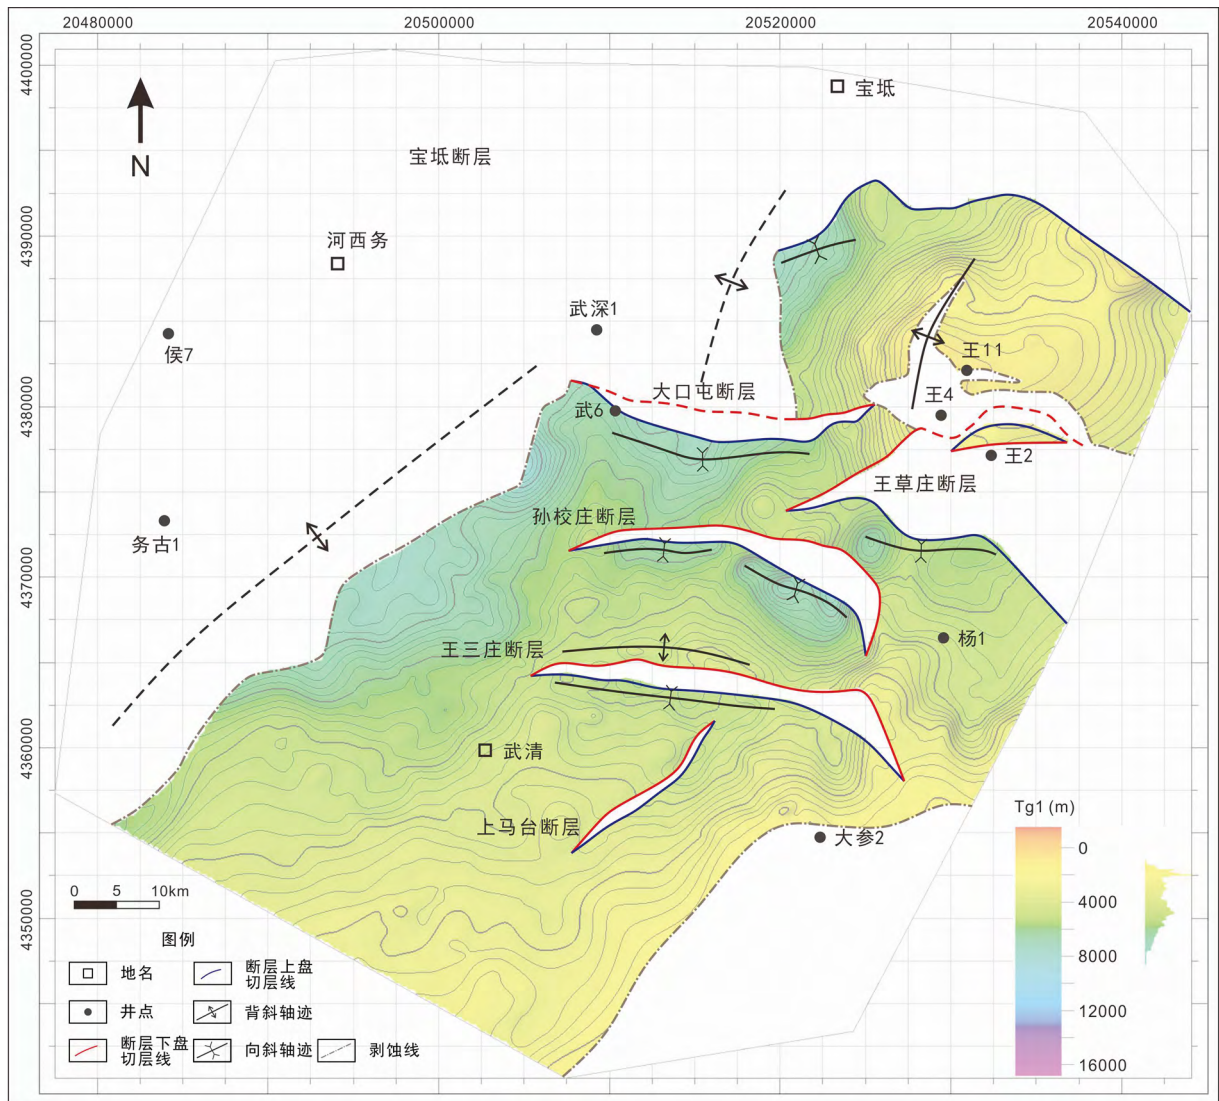 20480000
20500000
20520000
20540000
4400000
宝坻
N
宝坻断层
4390000
河西务
武深1
侯7
王11
大口屯断层
王4
武6
4380000
王2
王草庄断层
孙校庄断层
务古1
4370000
杨1
王三庄断层
4360000
武清
上马台断层
大参2
Tg1 (m)
0
4000
8000
12000
16000
4350000
0 5 10km
图例
地名
断层上盘
切层线
井点
背斜轴迹
断层下盘
切层线
向斜轴迹
剥蚀线